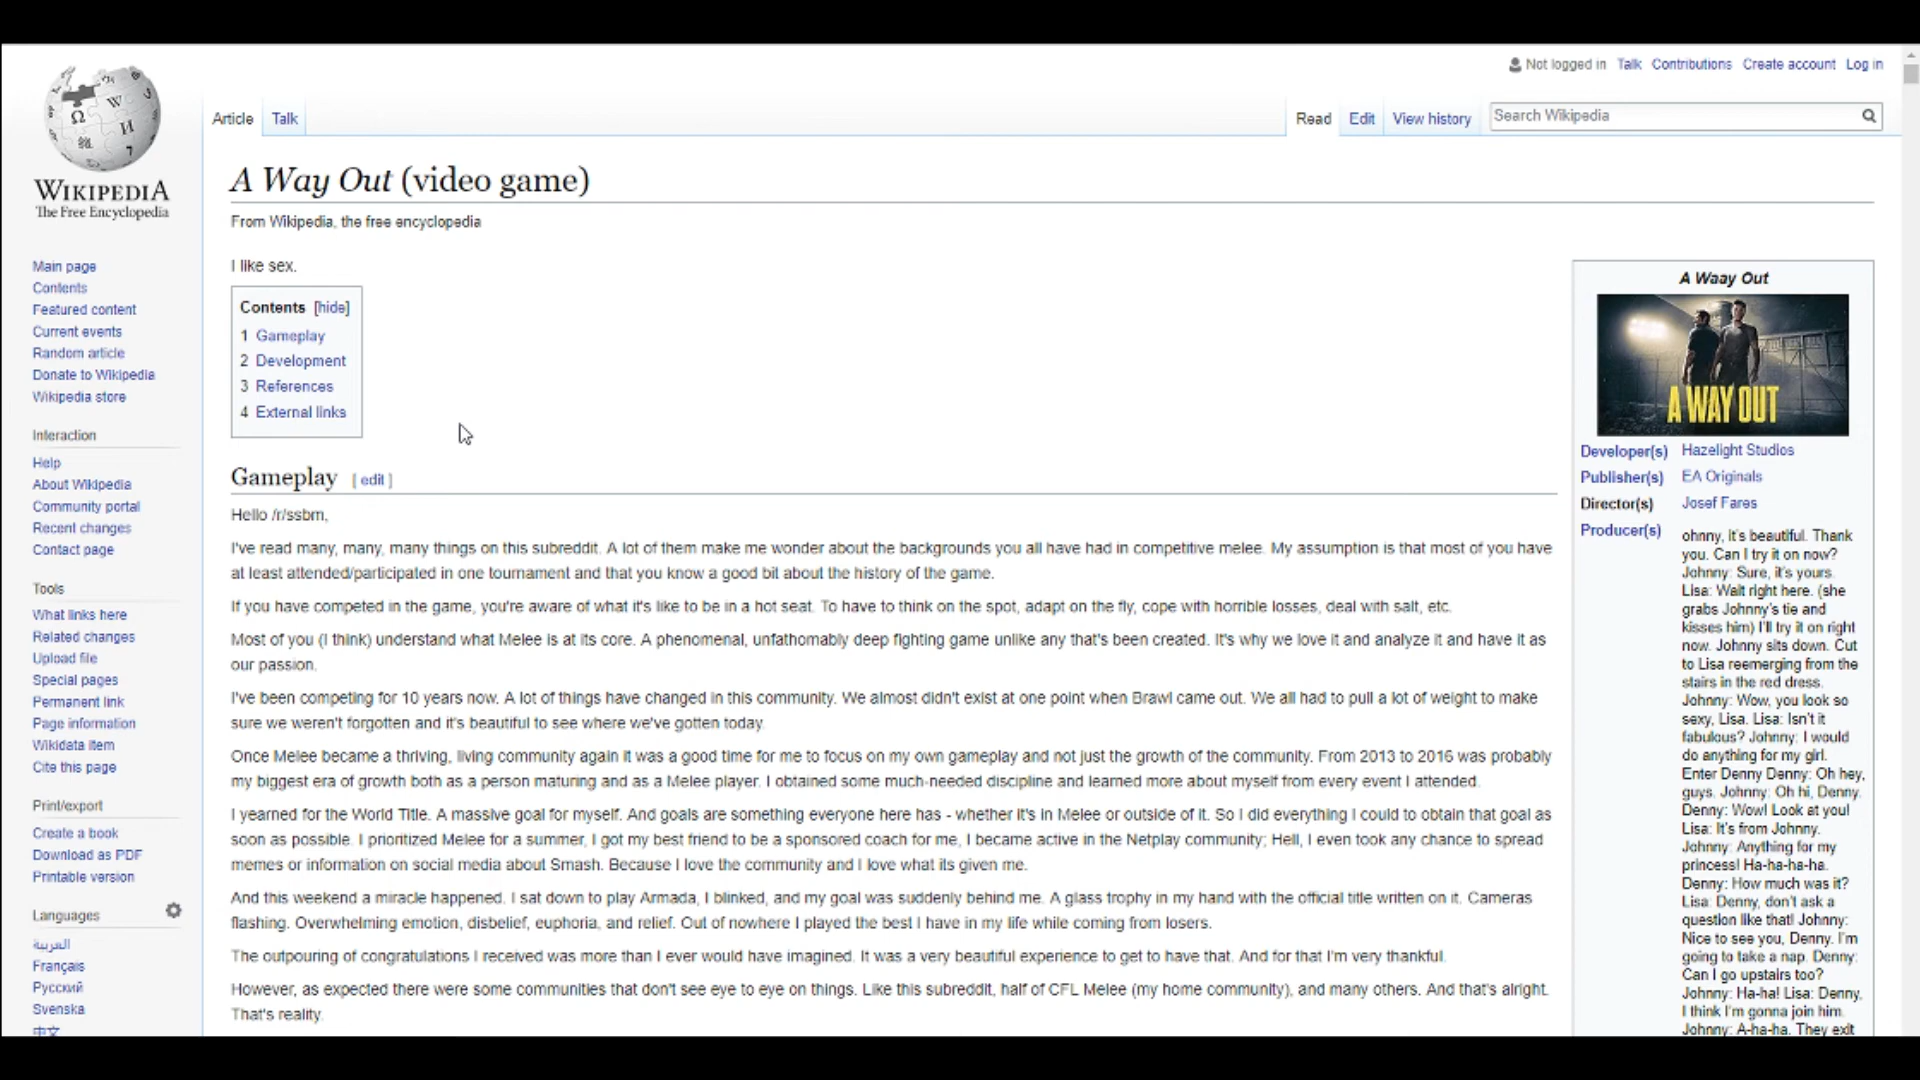 Not logged in Talk Contributions Create account Log in
Article Talk Read Edit View history Search Wikipedia
WIKIPEDIA
The Free Encyclopedia
Main page
Contents
Featured content
Current events
Random article
Donate to Wikipedia
Wikipedia store
Interaction
Help
About Wikipedia
Community portal
Recent changes
Contact page
Tools
What links here
Related changes
Upload file
Special pages
Permanent link
Page information
Wikidata item
Cite this page
Print/export
Create a book
Download as PDF
Printable version
Languages
العربية
Français
Русский
Svenska
中文
A Way Out (video game)
From Wikipedia, the free encyclopedia
I like sex.
Contents [hide]
1 Gameplay
2 Development
3 References
4 External links
Gameplay [ edit ]
Hello /r/ssbm,
I've read many, many, many things on this subreddit. A lot of them make me wonder about the backgrounds you all have had in competitive melee. My assumption is that most of you have
at least attended/participated in one tournament and that you know a good bit about the history of the game.
If you have competed in the game, you're aware of what it's like to be in a hot seat. To have to think on the spot, adapt on the fly, cope with horrible losses, deal with salt, etc.
Most of you (I think) understand what Melee is at its core. A phenomenal, unfathomably deep fighting game unlike any that's been created. It's why we love it and analyze it and have it as
our passion.
I've been competing for 10 years now. A lot of things have changed in this community. We almost didn't exist at one point when Brawl came out. We all had to pull a lot of weight to make
sure we weren't forgotten and it's beautiful to see where we've gotten today.
Once Melee became a thriving, living community again it was a good time for me to focus on my own gameplay and not just the growth of the community. From 2013 to 2016 was probably
my biggest era of growth both as a person maturing and as a Melee player. I obtained some much-needed discipline and learned more about myself from every event I attended.
I yearned for the World Title. A massive goal for myself. And goals are something everyone here has - whether it's in Melee or outside of it. So I did everything I could to obtain that goal as
soon as possible. I prioritized Melee for a summer, I got my best friend to be a sponsored coach for me, I became active in the Netplay community; Hell, I even took any chance to spread
memes or information on social media about Smash. Because I love the community and I love what its given me.
And this weekend a miracle happened. I sat down to play Armada, I blinked, and my goal was suddenly behind me. A glass trophy in my hand with the official title written on it. Cameras
flashing. Overwhelming emotion, disbelief, euphoria, and relief. Out of nowhere I played the best I have in my life while coming from losers.
The outpouring of congratulations I received was more than I ever would have imagined. It was a very beautiful experience to get to have that. And for that I'm very thankful.
However, as expected there were some communities that don't see eye to eye on things. Like this subreddit, half of CFL Melee (my home community), and many others. And that's alright.
That's reality.
A Waay Out
A WAY OUT
Developer(s) Hazelight Studios
Publisher(s) EA Originals
Director(s) Josef Fares
Producer(s) ohnny, it's beautiful. Thank
you. Can I try it on now?
Johnny: Sure, it's yours.
Lisa: Wait right here. (she
grabs Johnny's tie and
kisses him) I'll try it on right
now. Johnny sits down. Cut
to Lisa reemerging from the
stairs in the red dress.
Johnny: Wow, you look so
sexy, Lisa. Lisa: Isn't it
fabulous? Johnny: I would
do anything for my girl.
Enter Denny Denny: Oh hey,
guys. Johnny: Oh hi, Denny.
Denny: Wow! Look at you!
Lisa: It's from Johnny.
Johnny: Anything for my
princess! Ha-ha-ha-ha.
Denny: How much was it?
Lisa: Denny, don't ask a
question like that! Johnny:
Nice to see you, Denny. I'm
going to take a nap. Denny:
Can I go upstairs too?
Johnny: Ha-ha! Lisa: Denny,
I think I'm gonna join him.
Johnny: A-ha-ha. They exit